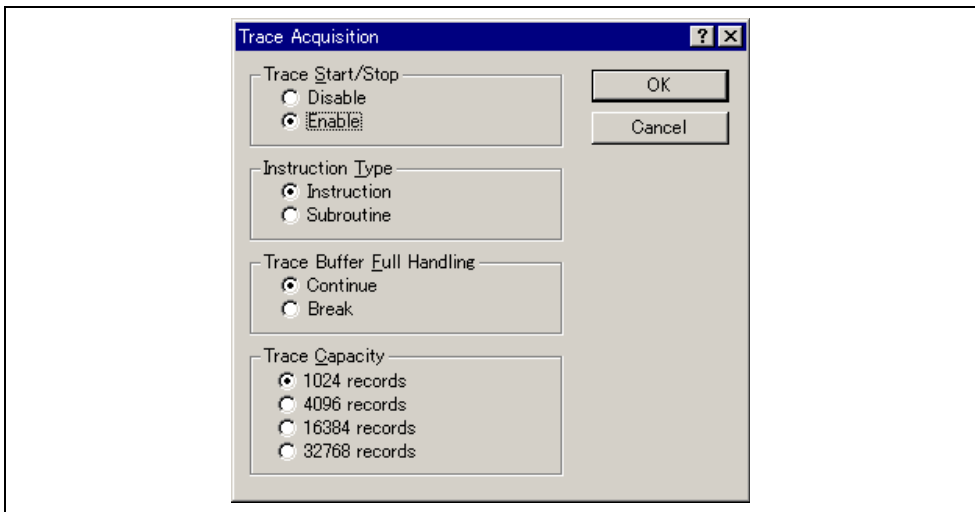 Trace Acquisition
Trace Start/Stop
Disable
Enable
OK
Cancel
Instruction Type
Instruction
Subroutine
Trace Buffer Full Handling
Continue
Break
Trace Capacity
1024 records
4096 records
16384 records
32768 records